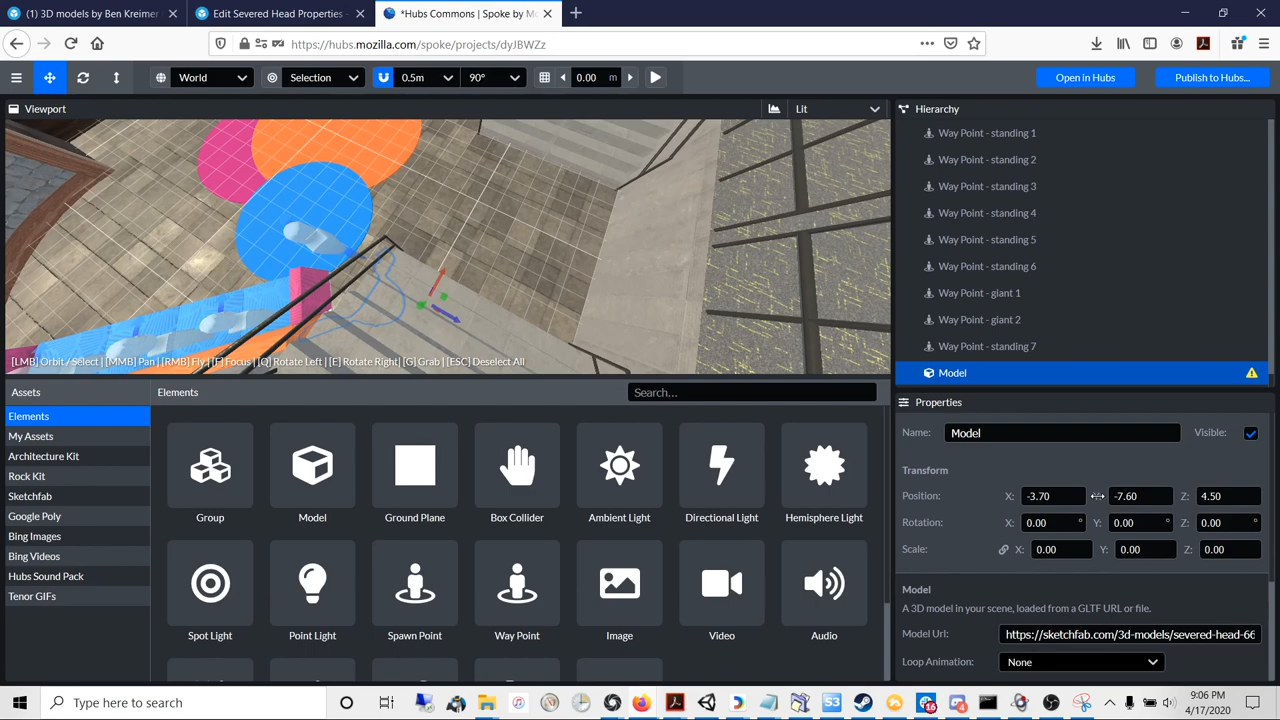 (1) 3D models by Ben Kreimer
Edit Severed Head Properties -
*Hubs Commons | Spoke by Mo
https://hubs.mozilla.com/spoke/projects/dyJBWZz
World
Selection
0.5m
90°
0.00 m
Open in Hubs
Publish to Hubs...
Viewport
Lit
[LMB] Orbit / Select | [MMB] Pan | [RMB] Fly | [F] Focus | [Q] Rotate Left | [E] Rotate Right | [G] Grab | [ESC] Deselect All
Hierarchy
Way Point - standing 1
Way Point - standing 2
Way Point - standing 3
Way Point - standing 4
Way Point - standing 5
Way Point - standing 6
Way Point - giant 1
Way Point - giant 2
Way Point - standing 7
Model
Assets
Elements
My Assets
Architecture Kit
Rock Kit
Sketchfab
Google Poly
Bing Images
Bing Videos
Hubs Sound Pack
Tenor GIFs
Elements
Search...
Group
Model
Ground Plane
Box Collider
Ambient Light
Directional Light
Hemisphere Light
Spot Light
Point Light
Spawn Point
Way Point
Image
Video
Audio
Properties
Name: Model
Visible:
Transform
Position: X: -3.70 -7.60 Z: 4.50
Rotation: X: 0.00 ° Y: 0.00 ° Z: 0.00 °
Scale: X: 0.00 Y: 0.00 Z: 0.00
Model
A 3D model in your scene, loaded from a GLTF URL or file.
Model Url: https://sketchfab.com/3d-models/severed-head-66
Loop Animation: None
Type here to search
S3
16
4
9:06 PM
4/17/2020